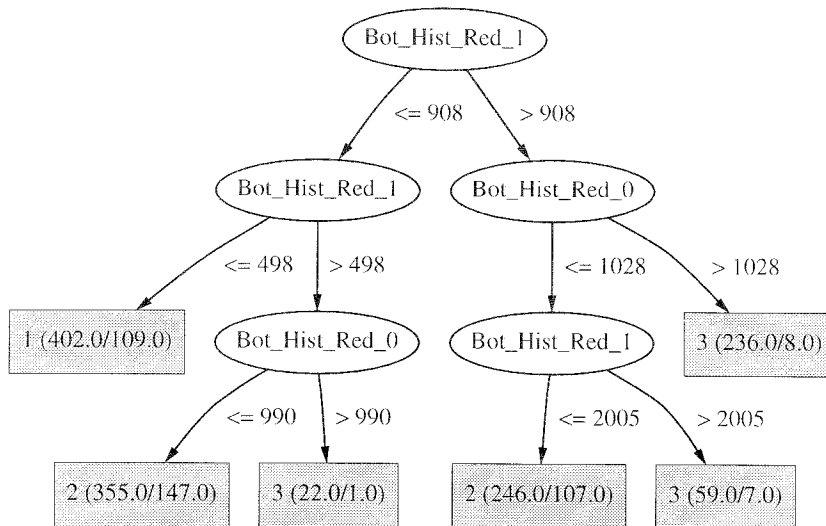 Bot_Hist_Red_1
<= 908 > 908
Bot_Hist_Red_1 Bot_Hist_Red_0
<= 498 > 498 <= 1028 > 1028
1 (402.0/109.0) Bot_Hist_Red_0 Bot_Hist_Red_1 3 (236.0/8.0)
<= 990 > 990 <= 2005 > 2005
2 (355.0/147.0) 3 (22.0/1.0) 2 (246.0/107.0) 3 (59.0/7.0)